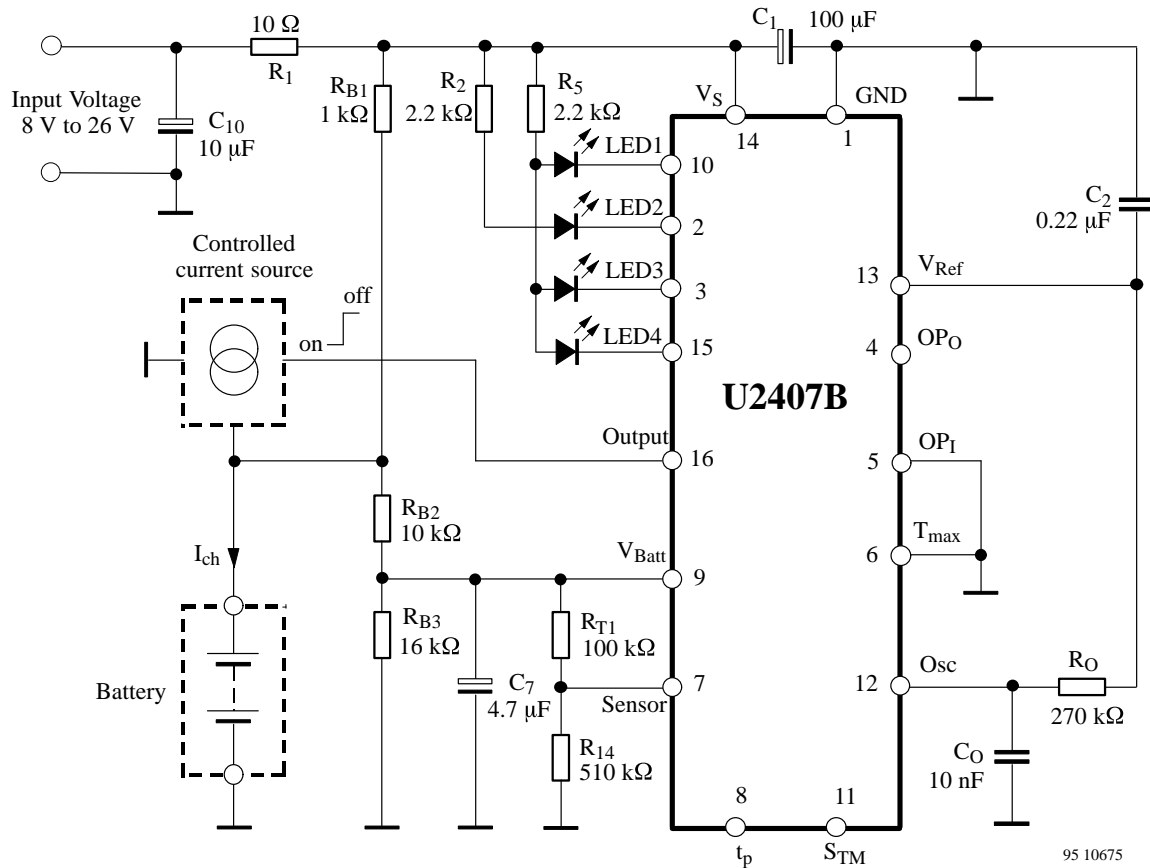 10 Ω
R1
Input Voltage
8 V to 26 V
C10
10 µF
RB1
1 kΩ
R2
2.2 kΩ
R5
2.2 kΩ
C1
100 µF
VS
GND
14
1
LED1
10
LED2
2
LED3
3
LED4
15
C2
0.22 µF
Controlled
current source
off
on
13
VRef
4
OPO
U2407B
Output
16
5
OPI
RB2
10 kΩ
Ich
VBatt
9
6
Tmax
RB3
16 kΩ
RT1
100 kΩ
Battery
C7
4.7 µF
Sensor
7
12
Osc
RO
270 kΩ
R14
510 kΩ
CO
10 nF
8
11
tp
STM
95 10675